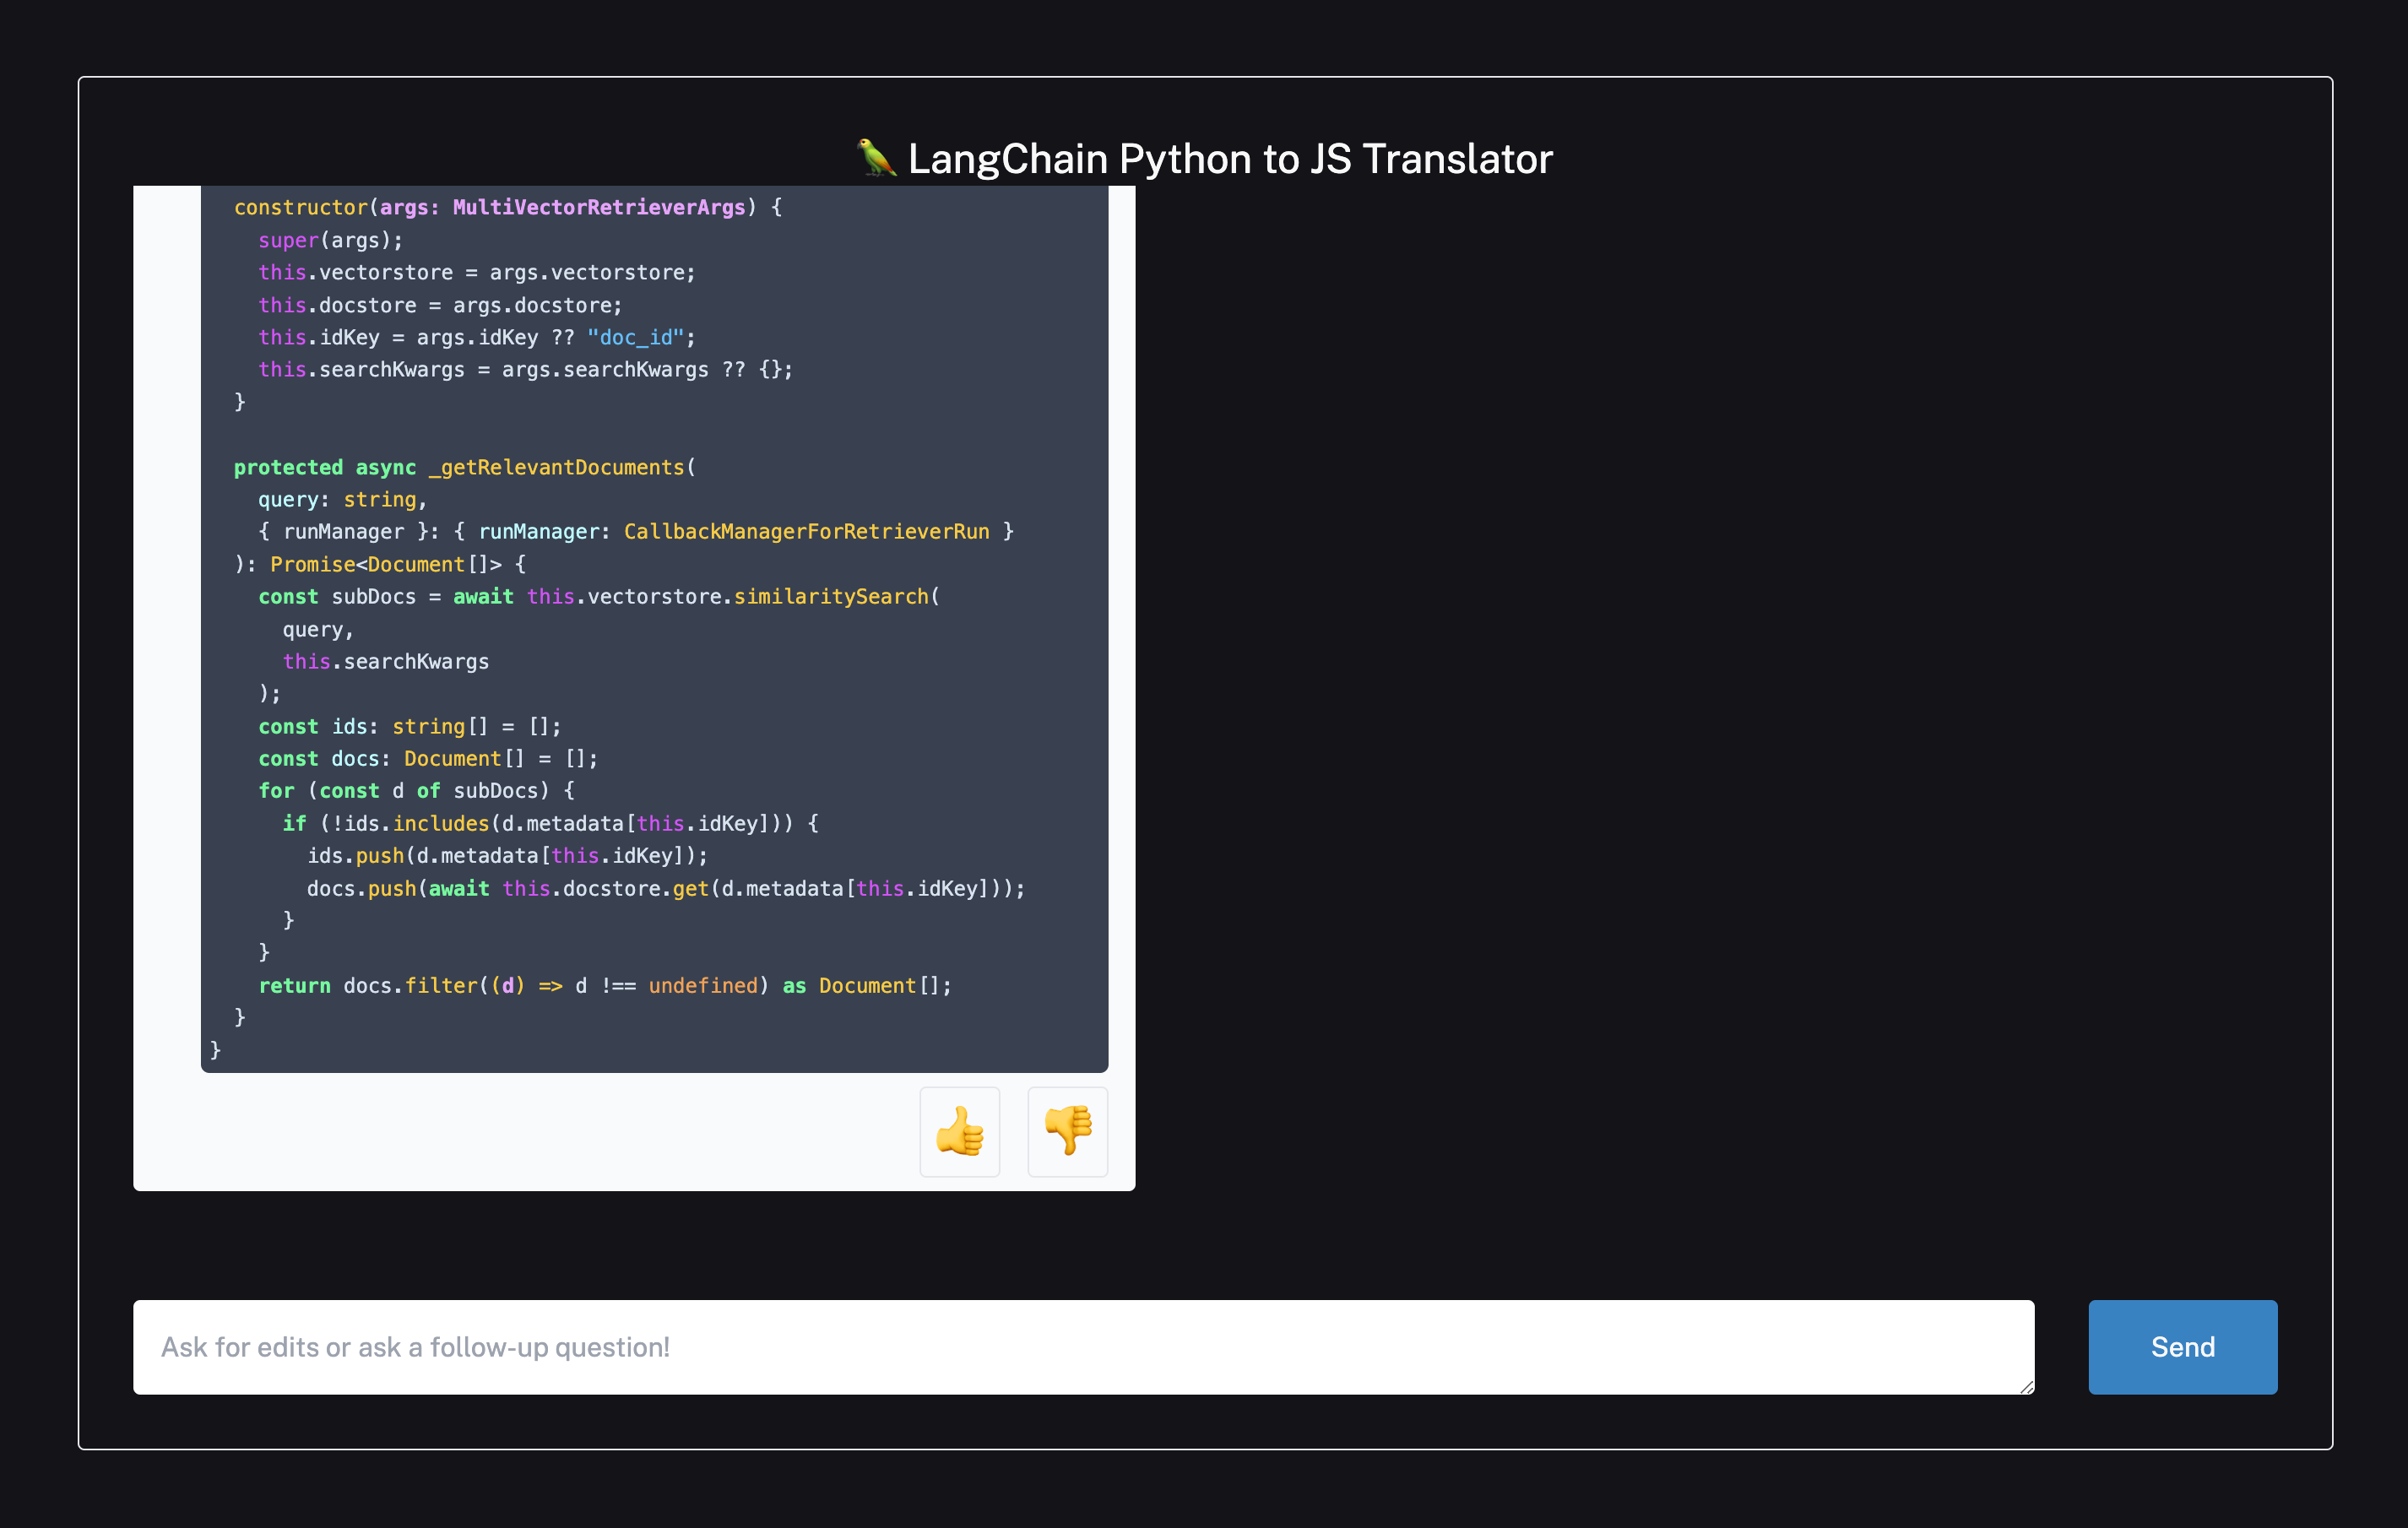 🦜 LangChain Python to JS Translator
constructor(args: MultiVectorRetrieverArgs) {
super(args);
this.vectorstore = args.vectorstore;
this.docstore = args.docstore;
this.idKey = args.idKey ?? "doc_id";
this.searchKwargs = args.searchKwargs ?? {};
}
protected async _getRelevantDocuments(
query: string,
{ runManager }: { runManager: CallbackManagerForRetrieverRun }
): Promise<Document[]> {
const subDocs = await this.vectorstore.similaritySearch(
query,
this.searchKwargs
);
const ids: string[] = [];
const docs: Document[] = [];
for (const d of subDocs) {
if (!ids.includes(d.metadata[this.idKey])) {
ids.push(d.metadata[this.idKey]);
docs.push(await this.docstore.get(d.metadata[this.idKey]));
}
}
return docs.filter((d) => d !== undefined) as Document[];
}
}
👍 👎
Ask for edits or ask a follow-up question!
Send